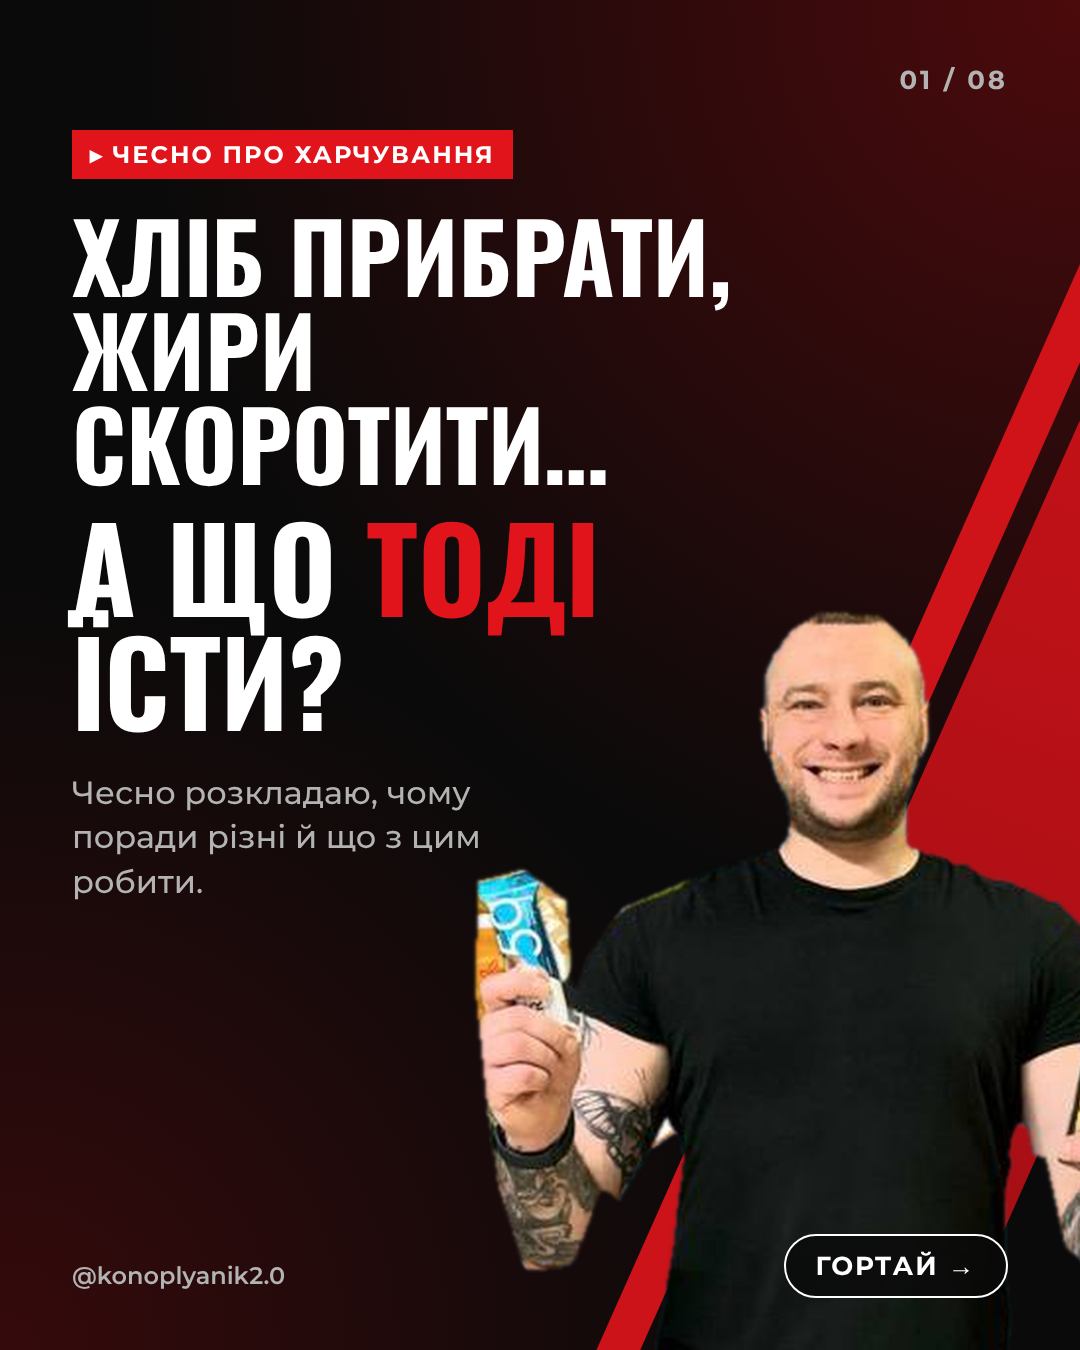 01 / 08
▸ ЧЕСНО ПРО ХАРЧУВАННЯ
ХЛІБ ПРИБРАТИ,
ЖИРИ
СКОРОТИТИ...
А ЩО ТОДІ
ЇСТИ?
Чесно розкладаю, чому
поради різні й що з цим
робити.
@konoplyanik2.0
ГОРТАЙ →